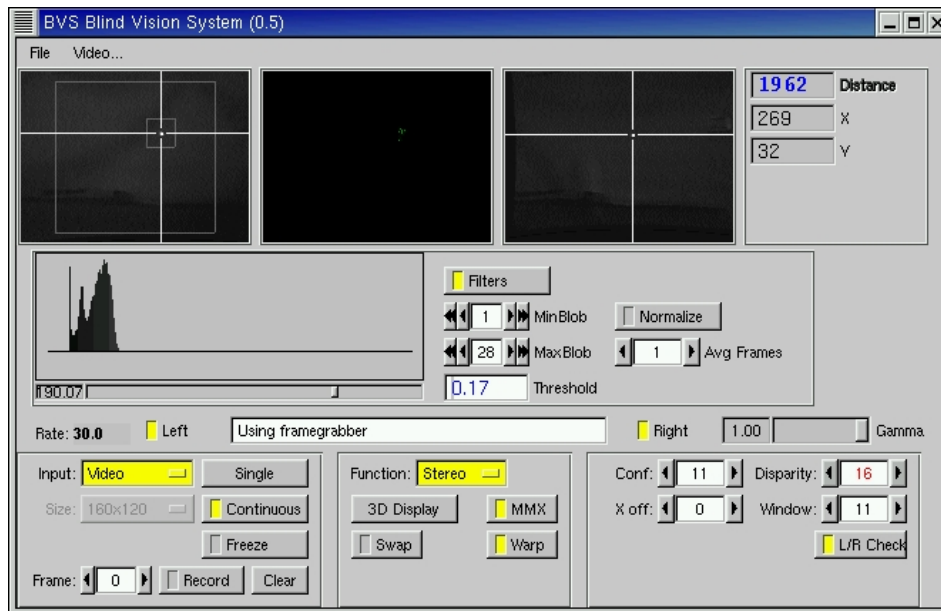 BVS Blind Vision System (0.5)
File Video...
1962 Distance
269 X
32 Y
Filters
1 MinBlob Normalize
28 MaxBlob 1 Avg Frames
0.17 Threshold
190.07
Rate: 30.0 Left Using framegrabber Right 1.00 Gamma
Input: Video Single Function: Stereo Conf: 11 Disparity: 16
Size: 160x120 Continuous 3D Display MMX X off: 0 Window: 11
Freeze Swap Warp L/R Check
Frame: 0 Record Clear